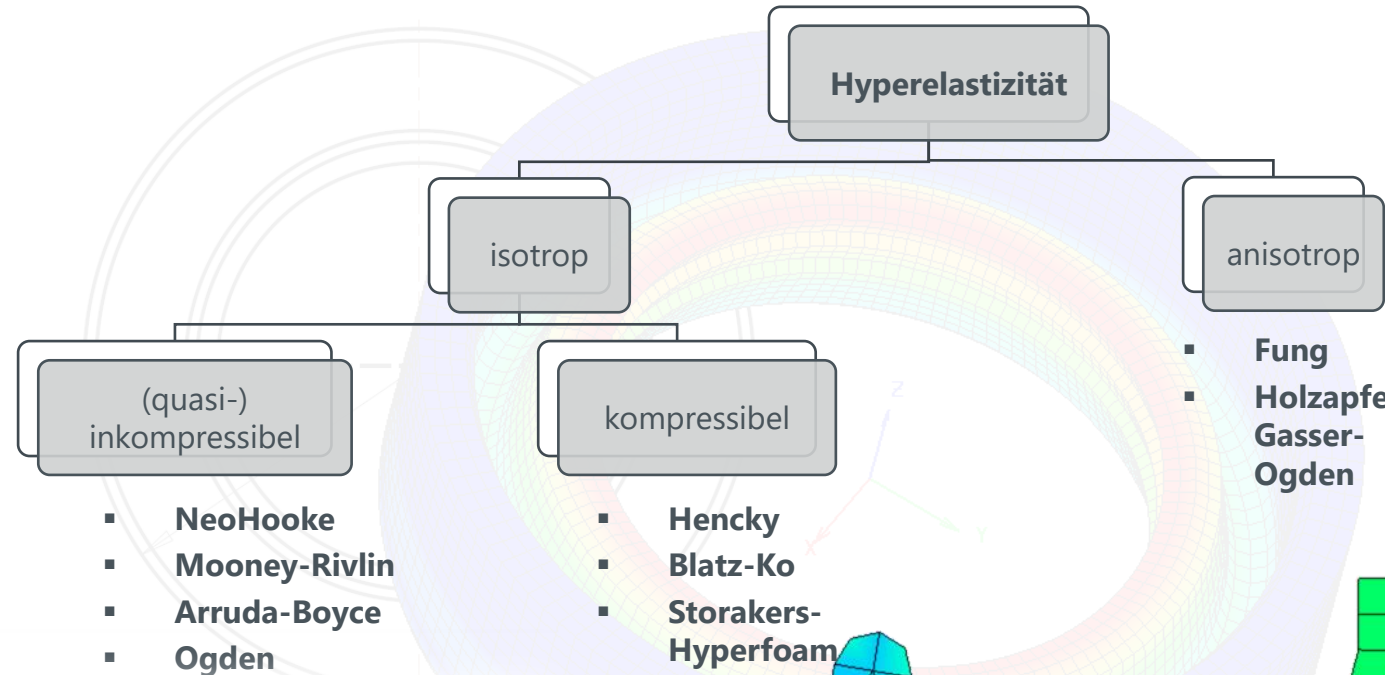 Hyperelastizität
isotrop
anisotrop
(quasi-)
inkompressibel
kompressibel
▪ Fung
▪ Gasser-
Ogden
▪ NeoHooke
▪ Mooney-Rivlin
▪ Arruda-Boyce
▪ Ogden
▪ Hencky
▪ Blatz-Ko
▪ Storakers-
Hyperfoam
Z
Y
X